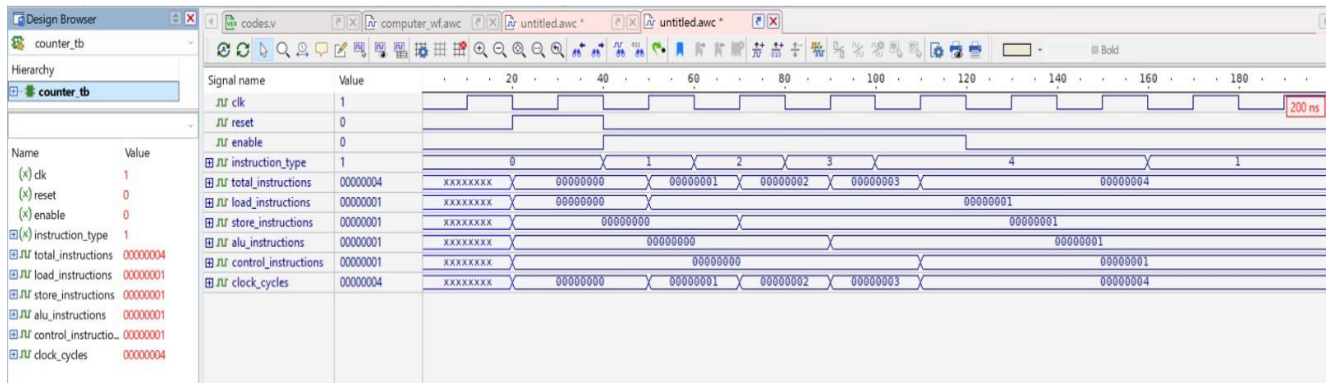 Design Browser
counter_tb
Hierarchy
counter_tb
Name Value
(x) clk 1
(x) reset 0
(x) enable 0
(x) instruction_type 1
total_instructions 00000004
load_instructions 00000001
store_instructions 00000001
alu_instructions 00000001
control_instructio... 00000001
clock_cycles 00000004
codes.v computer_wf.awc untitled.awc * untitled.awc *
Bold
Signal name Value 20 40 60 80 100 120 140 160 180
clk 1 200 ns
reset 0
enable 0
instruction_type 1 0 1 2 3 4 1
total_instructions 00000004 xxxxxxxx 00000000 00000001 00000002 00000003 00000004
load_instructions 00000001 xxxxxxxx 00000000 00000001
store_instructions 00000001 xxxxxxxx 00000000 00000001
alu_instructions 00000001 xxxxxxxx 00000000 00000001
control_instructions 00000001 xxxxxxxx 00000000 00000001
clock_cycles 00000004 xxxxxxxx 00000000 00000001 00000002 00000003 00000004